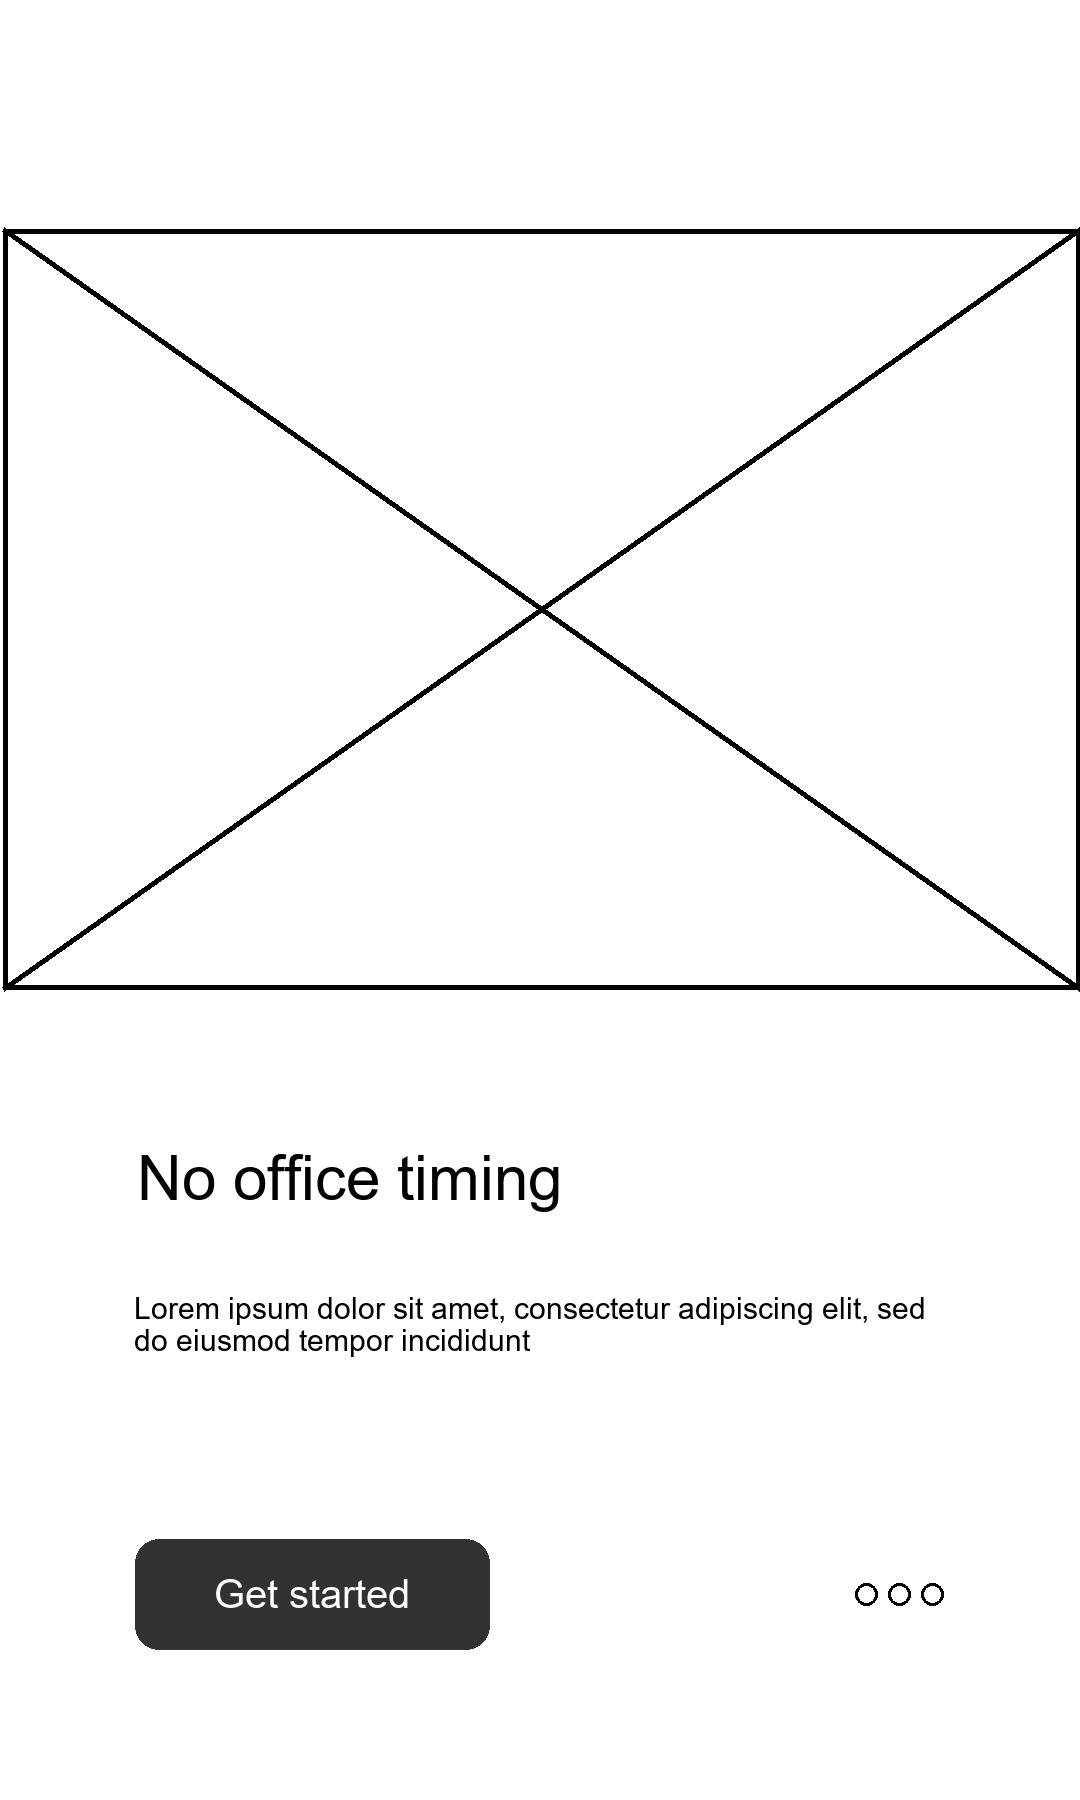 No office timing
Lorem ipsum dolor sit amet, consectetur adipiscing elit, sed
do eiusmod tempor incididunt
Get started